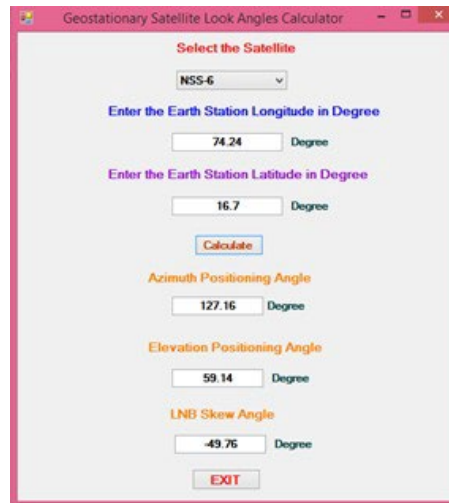 Geostationary Satellite Look Angles Calculator
Select the Satellite
NSS-6
Enter the Earth Station Longitude in Degree
74.24 Degree
Enter the Earth Station Latitude in Degree
16.7 Degree
Calculate
Azimuth Positioning Angle
127.16 Degree
Elevation Positioning Angle
59.14 Degree
LNB Skew Angle
-49.76 Degree
EXIT